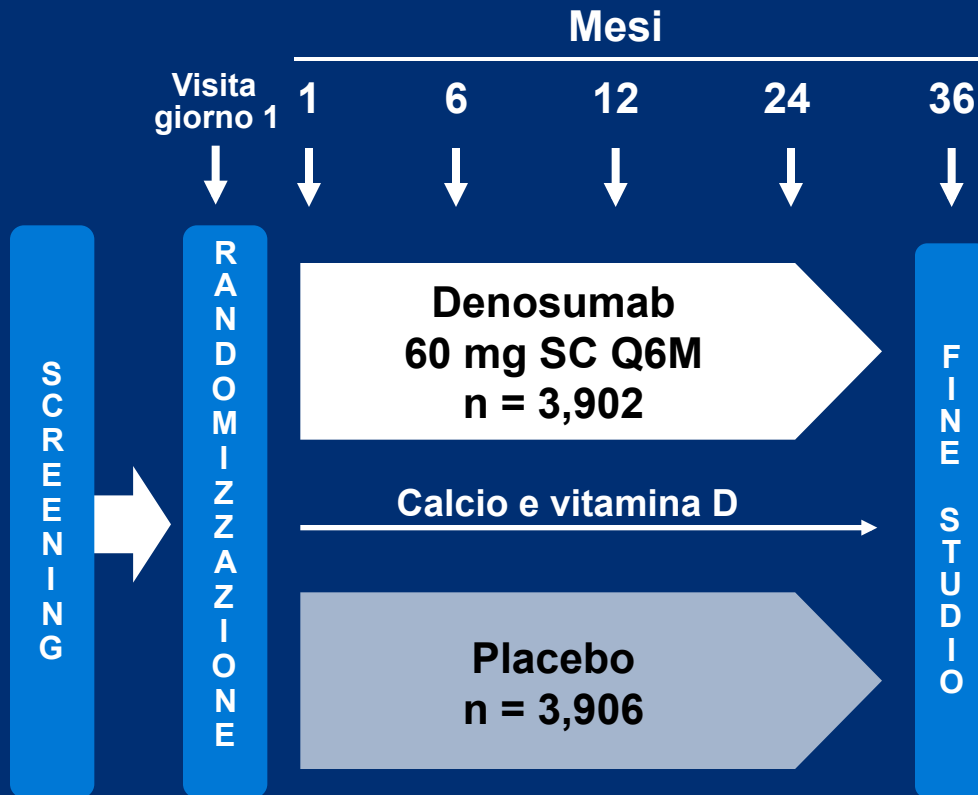 Mesi
Visita
giorno 1
1 6 12 24 36
SCREENING
RANDOMIZZAZIONE
Denosumab
60 mg SC Q6M
n = 3,902
Calcio e vitamina D
Placebo
n = 3,906
FINE STUDIO